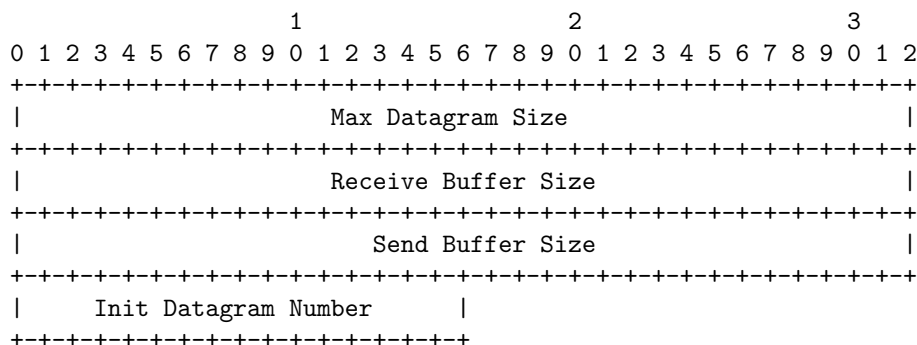 1                   2                   3
0 1 2 3 4 5 6 7 8 9 0 1 2 3 4 5 6 7 8 9 0 1 2 3 4 5 6 7 8 9 0 1 2
+-+-+-+-+-+-+-+-+-+-+-+-+-+-+-+-+-+-+-+-+-+-+-+-+-+-+-+-+-+-+-+-+
|                      Max Datagram Size                        |
+-+-+-+-+-+-+-+-+-+-+-+-+-+-+-+-+-+-+-+-+-+-+-+-+-+-+-+-+-+-+-+-+
|                      Receive Buffer Size                      |
+-+-+-+-+-+-+-+-+-+-+-+-+-+-+-+-+-+-+-+-+-+-+-+-+-+-+-+-+-+-+-+-+
|                         Send Buffer Size                      |
+-+-+-+-+-+-+-+-+-+-+-+-+-+-+-+-+-+-+-+-+-+-+-+-+-+-+-+-+-+-+-+-+
|     Init Datagram Number      |
+-+-+-+-+-+-+-+-+-+-+-+-+-+-+-+-+